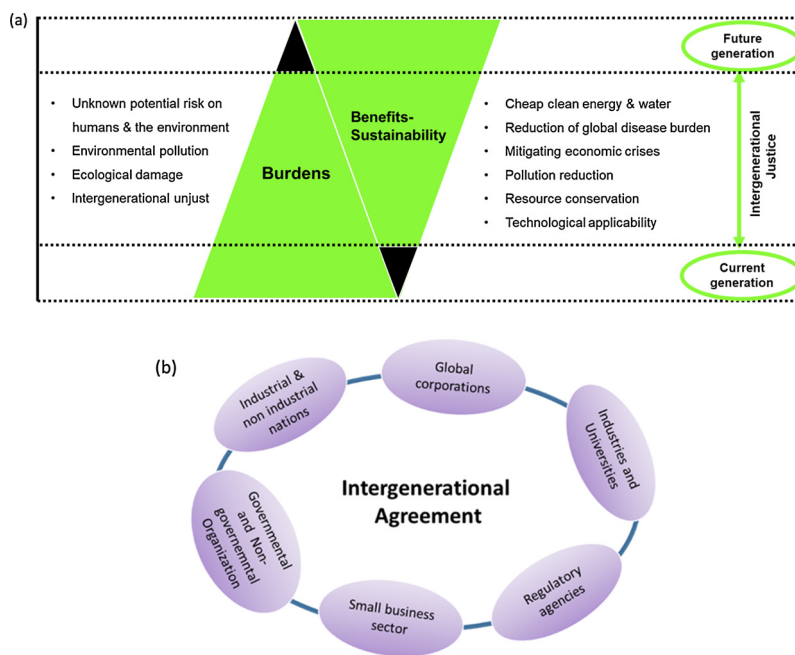 (a)
Future
generation
• Unknown potential risk on
humans & the environment
• Environmental pollution
• Ecological damage
• Intergenerational unjust
Burdens
Benefits-
Sustainability
• Cheap clean energy & water
• Reduction of global disease burden
• Mitigating economic crises
• Pollution reduction
• Resource conservation
• Technological applicability
Intergenerational
Justice
Current
generation
(b)
Industrial &
non industrial
nations
Global
corporations
Industries and
Universities
Intergenerational
Agreement
Governmental
and Non-
governemntal
Organization
Small business
sector
Regulatory
agencies